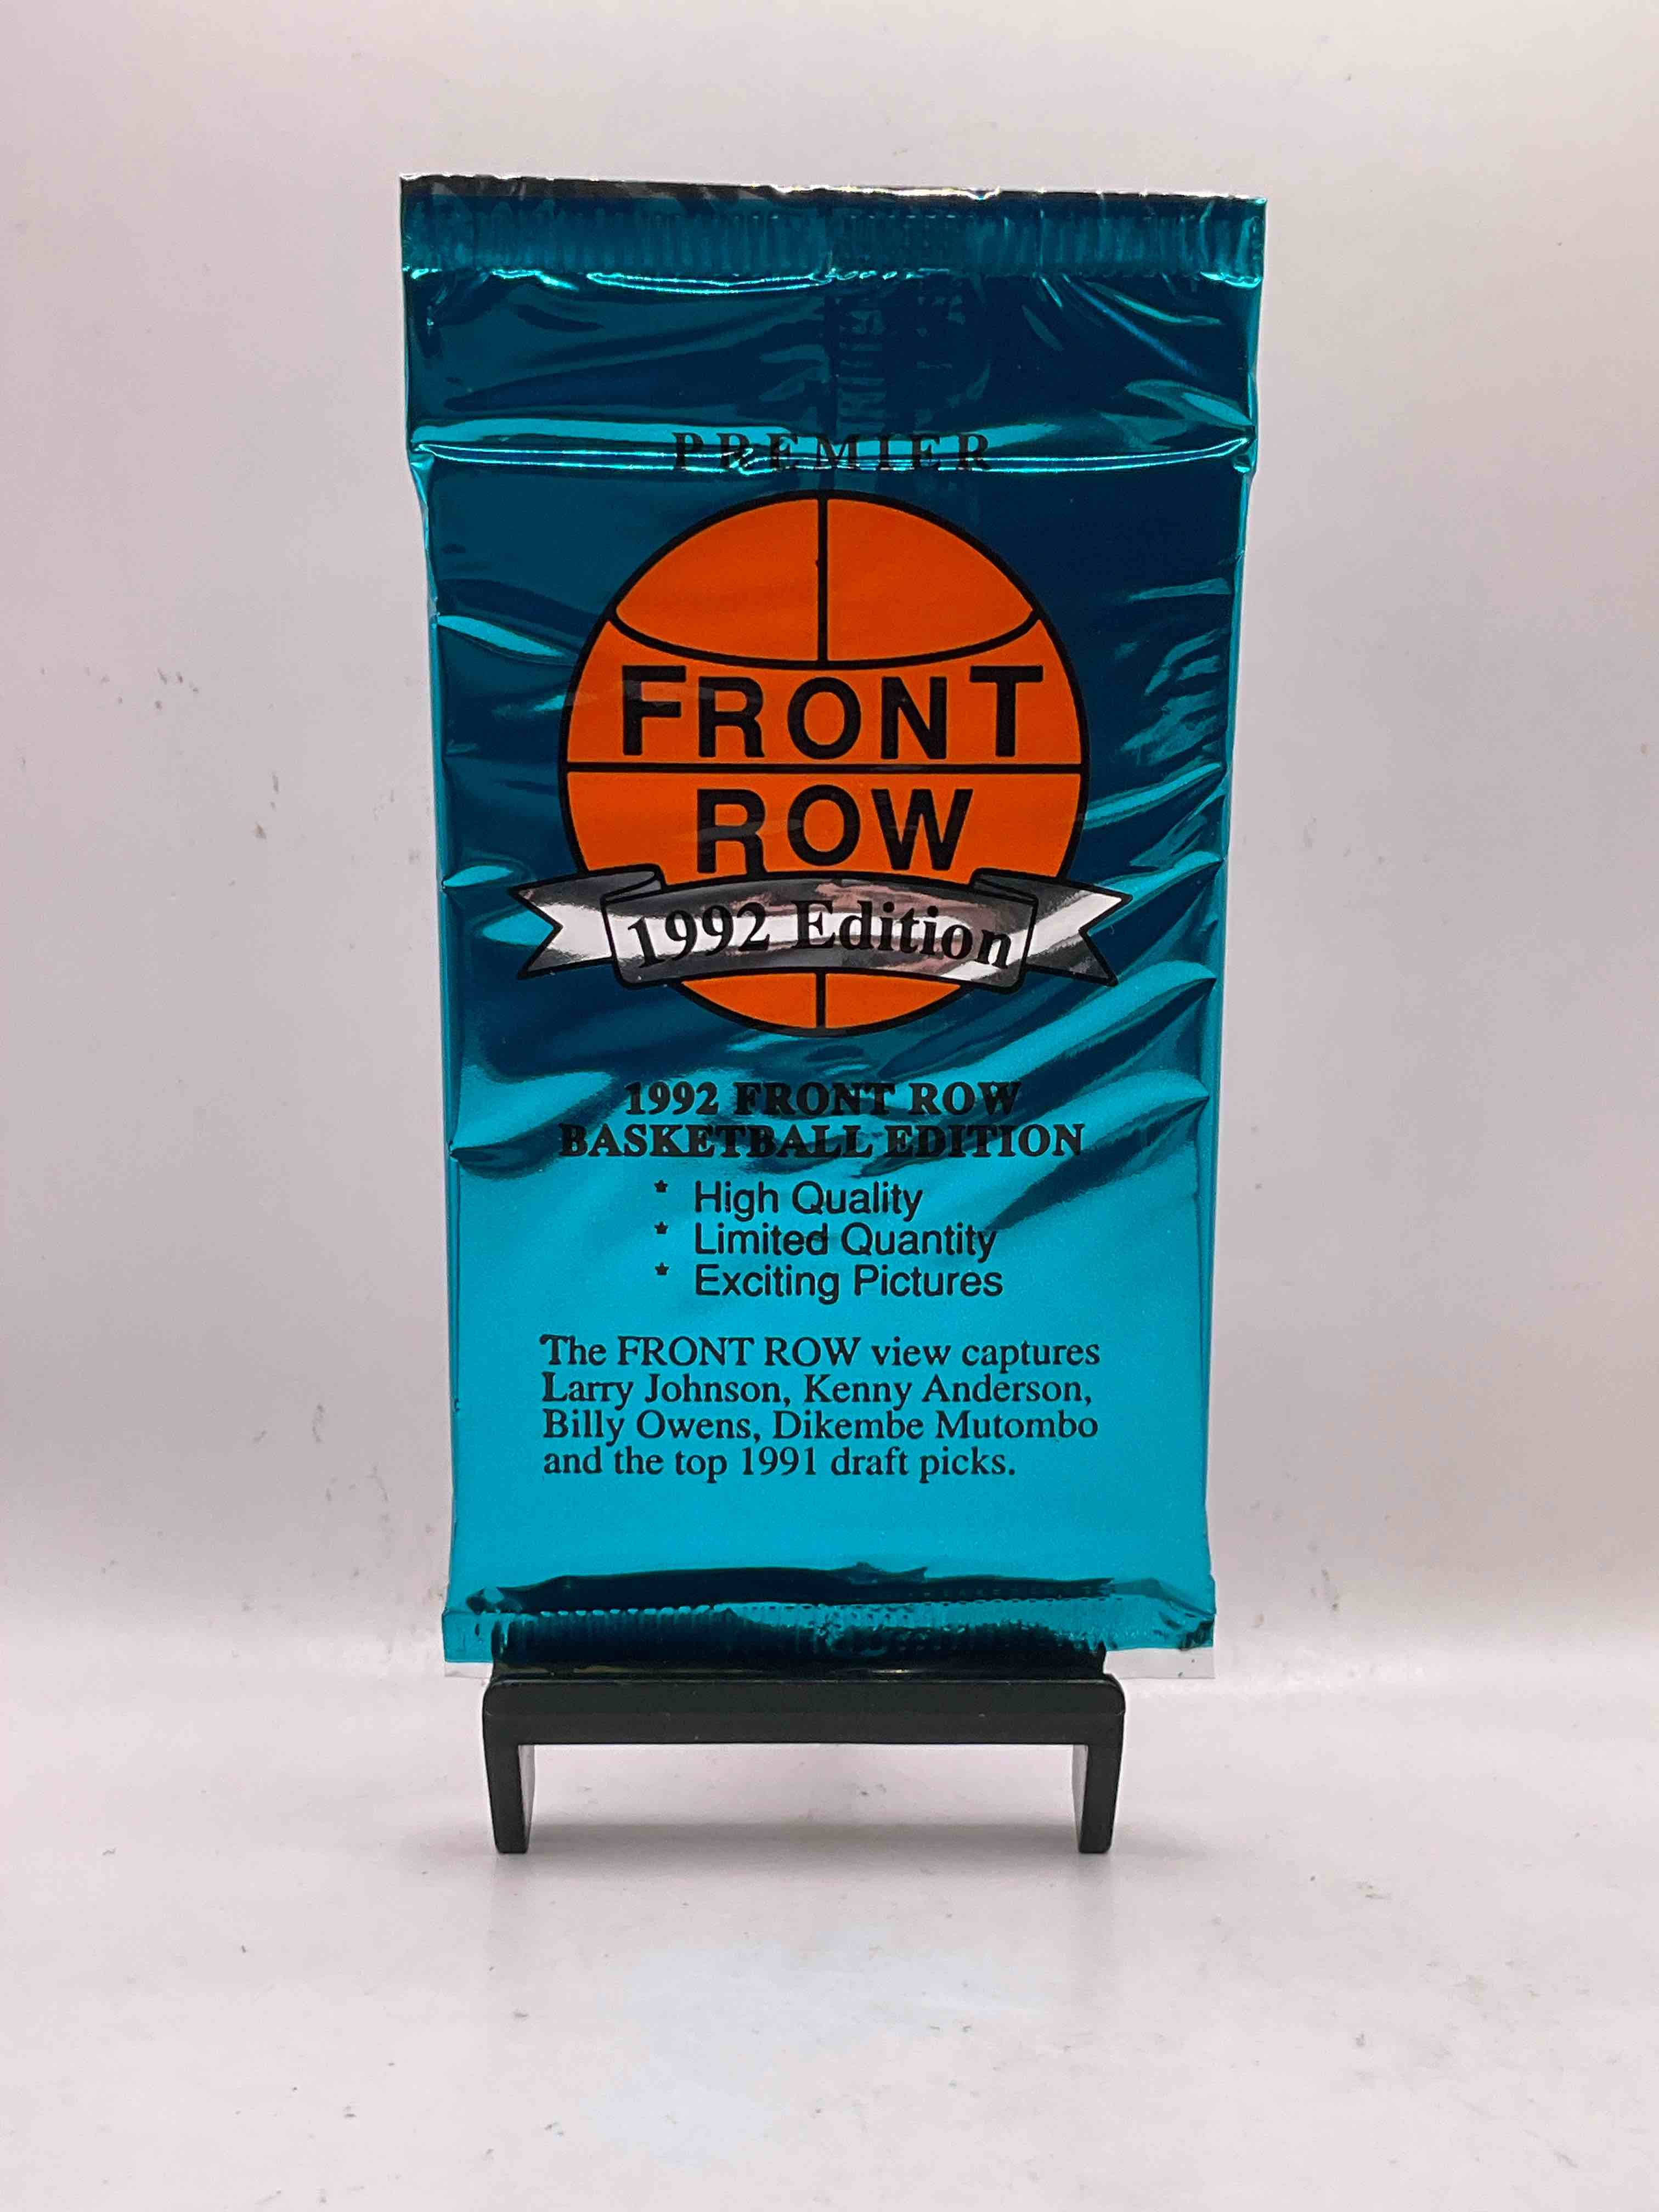 PREMIER
FRONT
ROW
1992 Edition
1992 FRONT ROW
BASKETBALL EDITION
* High Quality
* Limited Quantity
* Exciting Pictures
The FRONT ROW view captures
Larry Johnson, Kenny Anderson,
Billy Owens, Dikembe Mutombo
and the top 1991 draft picks.